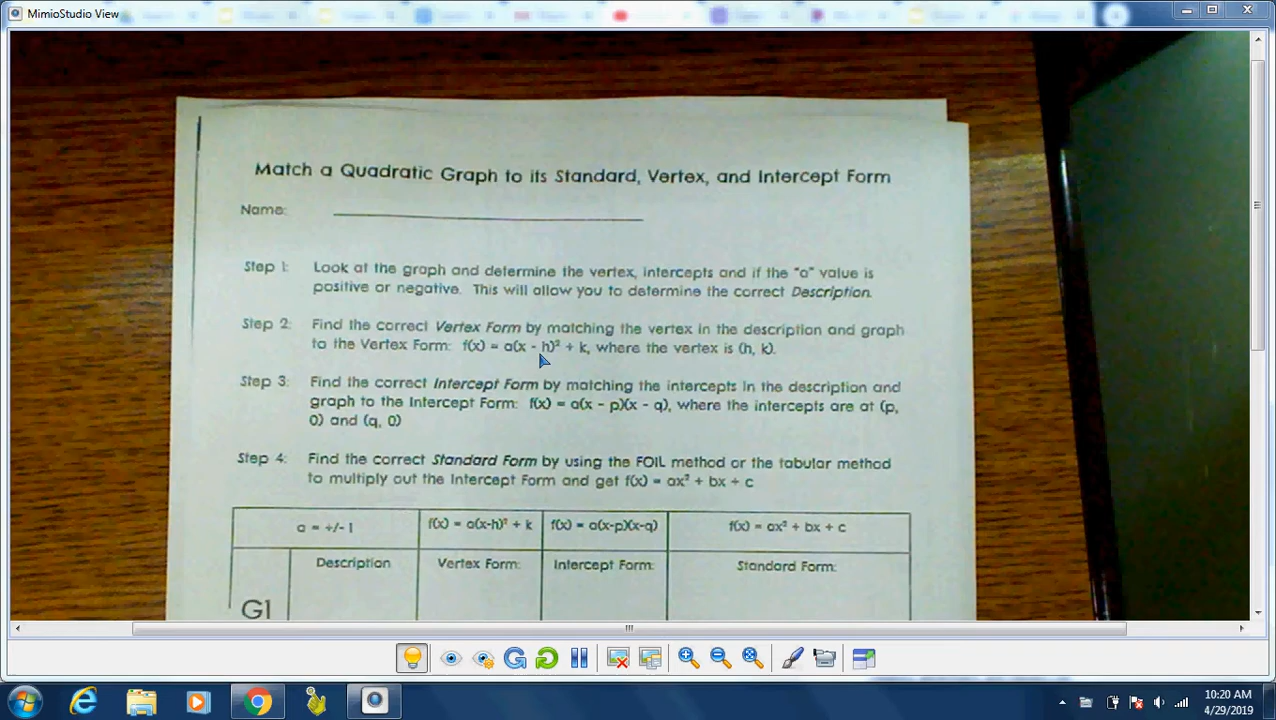 MimioStudio View
Match a Quadratic Graph to its Standard, Vertex, and Intercept Form
Name:
Step 1: Look at the graph and determine the vertex, intercepts and if the "a" value is
positive or negative. This will allow you to determine the correct Description.
Step 2: Find the correct Vertex Form by matching the vertex in the description and graph
to the Vertex Form: f(x) = a(x - h)² + k, where the vertex is (h, k).
Step 3: Find the correct Intercept Form by matching the intercepts in the description and
graph to the Intercept Form: f(x) = a(x - p)(x - q), where the intercepts are at (p,
0) and (q, 0)
Step 4: Find the correct Standard Form by using the FOIL method or the tabular method
to multiply out the Intercept Form and get f(x) = ax² + bx + c
a = +/- 1 f(x) = a(x-h)² + k f(x) = a(x-p)(x-q) f(x) = ax² + bx + c
Description Vertex Form: Intercept Form: Standard Form:
G1
10:20 AM
4/29/2019